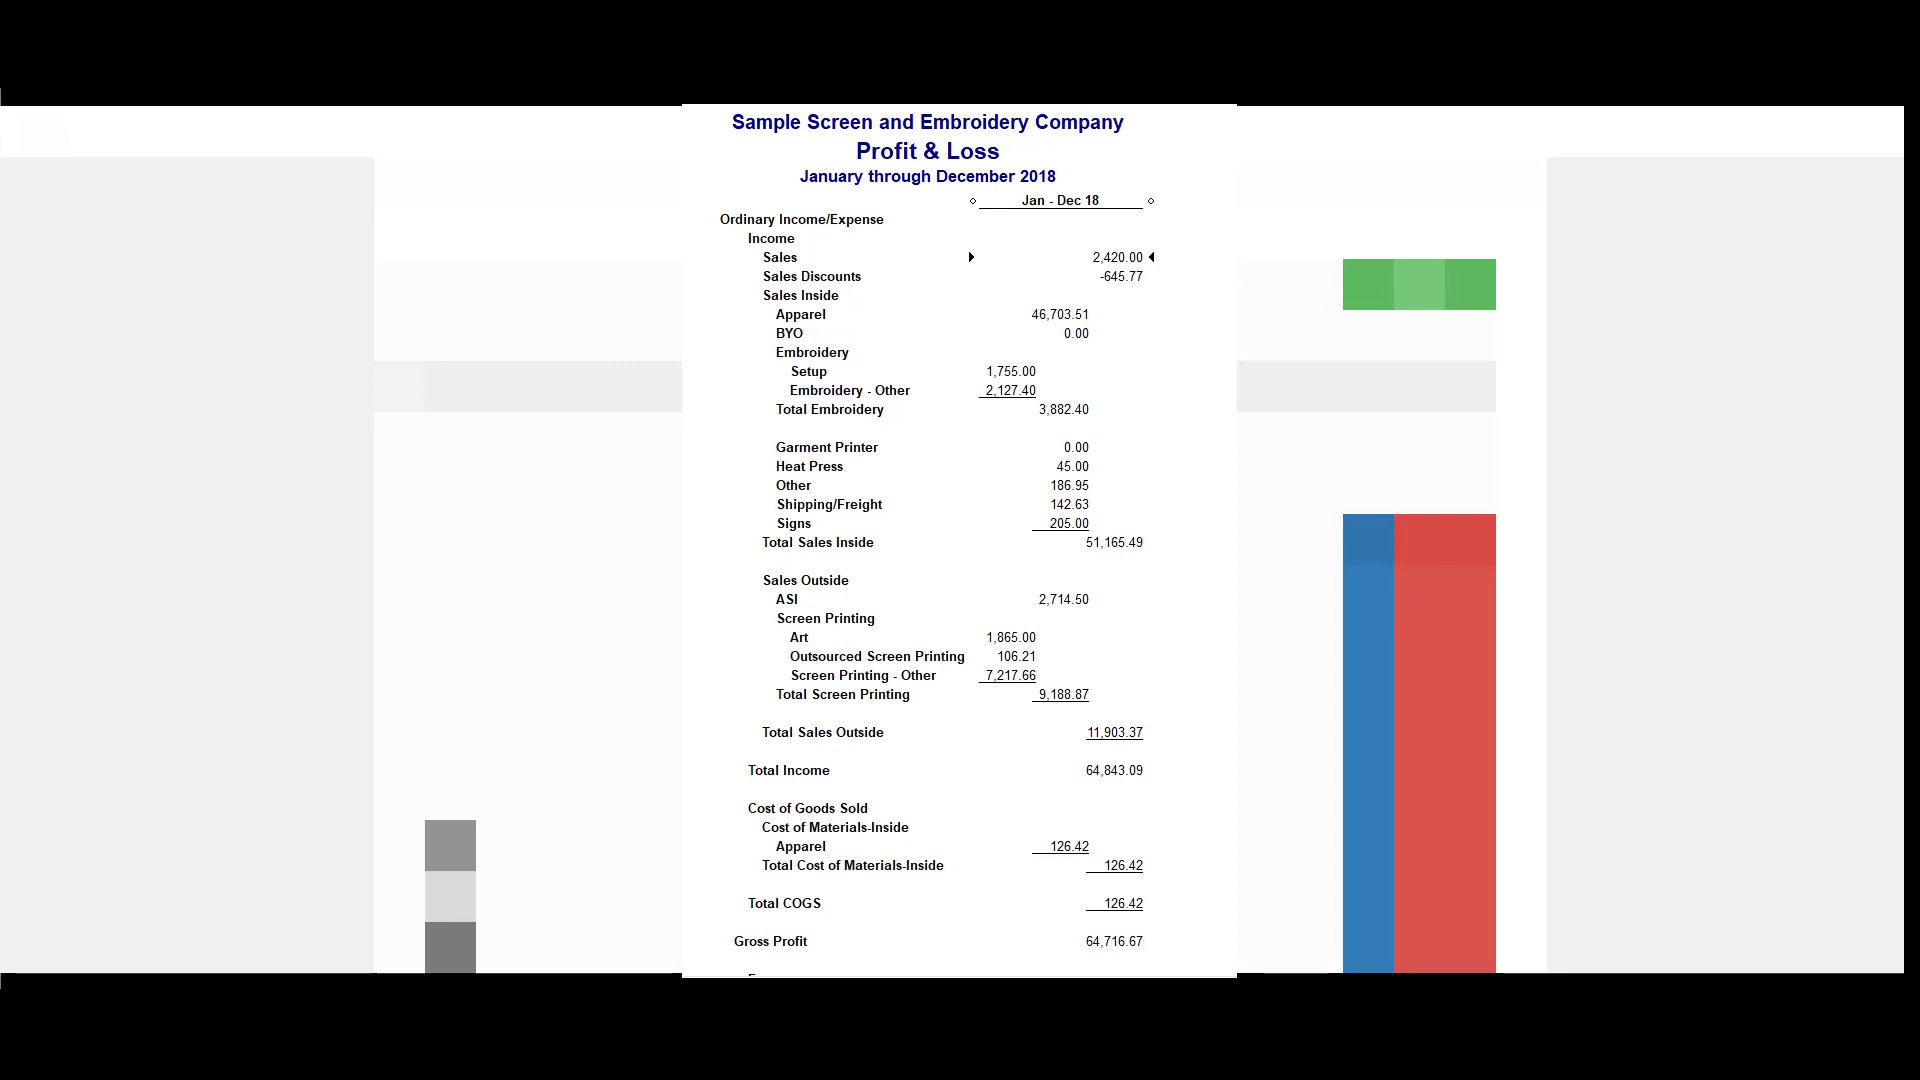 Sample Screen and Embroidery Company
Profit & Loss
January through December 2018
Jan - Dec 18
Ordinary Income/Expense
Income
Sales 2,420.00
Sales Discounts -645.77
Sales Inside
Apparel 46,703.51
BYO 0.00
Embroidery
Setup 1,755.00
Embroidery - Other 2,127.40
Total Embroidery 3,882.40
Garment Printer 0.00
Heat Press 45.00
Other 186.95
Shipping/Freight 142.63
Signs 205.00
Total Sales Inside 51,165.49
Sales Outside
ASI 2,714.50
Screen Printing
Art 1,865.00
Outsourced Screen Printing 106.21
Screen Printing - Other 7,217.66
Total Screen Printing 9,188.87
Total Sales Outside 11,903.37
Total Income 64,843.09
Cost of Goods Sold
Cost of Materials-Inside
Apparel 126.42
Total Cost of Materials-Inside 126.42
Total COGS 126.42
Gross Profit 64,716.67